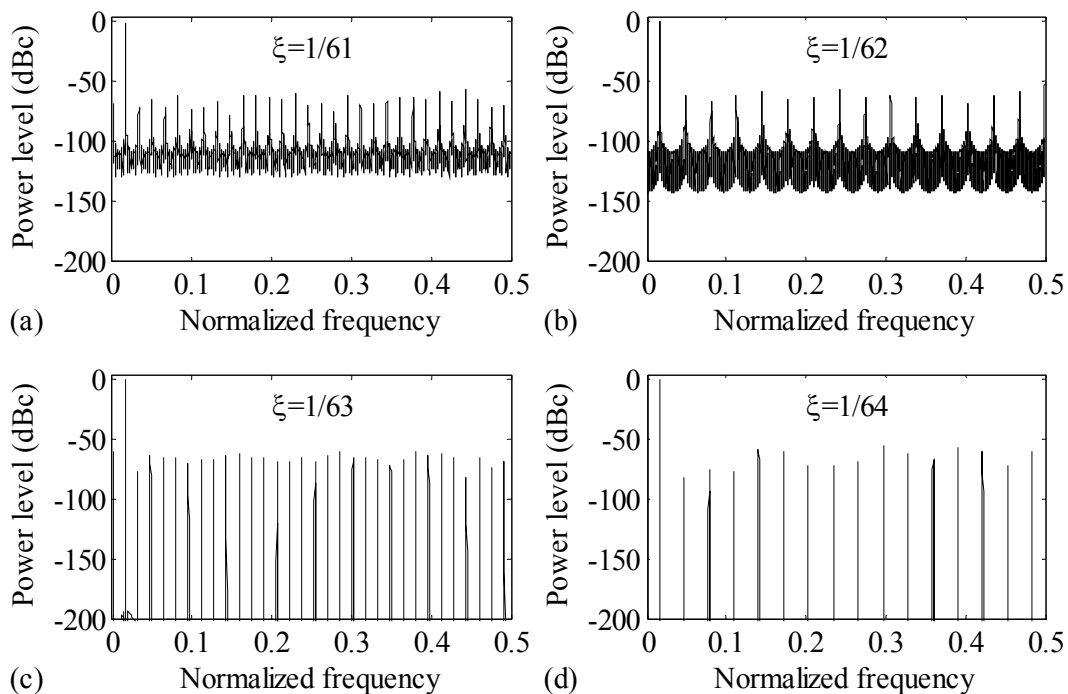 0
-50
-100
-150
-200
Power level (dBc)
ξ=1/61
0 0.1 0.2 0.3 0.4 0.5
Normalized frequency
(a)
0
-50
-100
-150
-200
Power level (dBc)
ξ=1/62
0 0.1 0.2 0.3 0.4 0.5
Normalized frequency
(b)
0
-50
-100
-150
-200
Power level (dBc)
ξ=1/63
0 0.1 0.2 0.3 0.4 0.5
Normalized frequency
(c)
0
-50
-100
-150
-200
Power level (dBc)
ξ=1/64
0 0.1 0.2 0.3 0.4 0.5
Normalized frequency
(d)